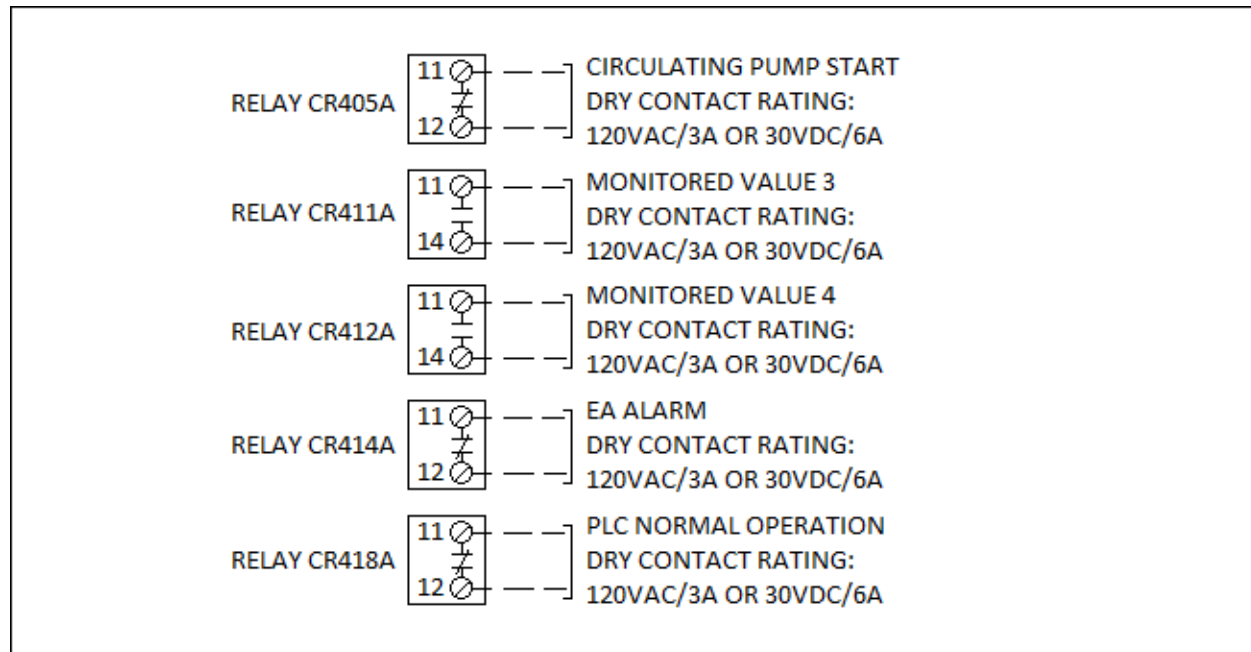 RELAY CR405A
11
12
CIRCULATING PUMP START
DRY CONTACT RATING:
120VAC/3A OR 30VDC/6A
RELAY CR411A
11
14
MONITORED VALUE 3
DRY CONTACT RATING:
120VAC/3A OR 30VDC/6A
RELAY CR412A
11
14
MONITORED VALUE 4
DRY CONTACT RATING:
120VAC/3A OR 30VDC/6A
RELAY CR414A
11
12
EA ALARM
DRY CONTACT RATING:
120VAC/3A OR 30VDC/6A
RELAY CR418A
11
12
PLC NORMAL OPERATION
DRY CONTACT RATING:
120VAC/3A OR 30VDC/6A